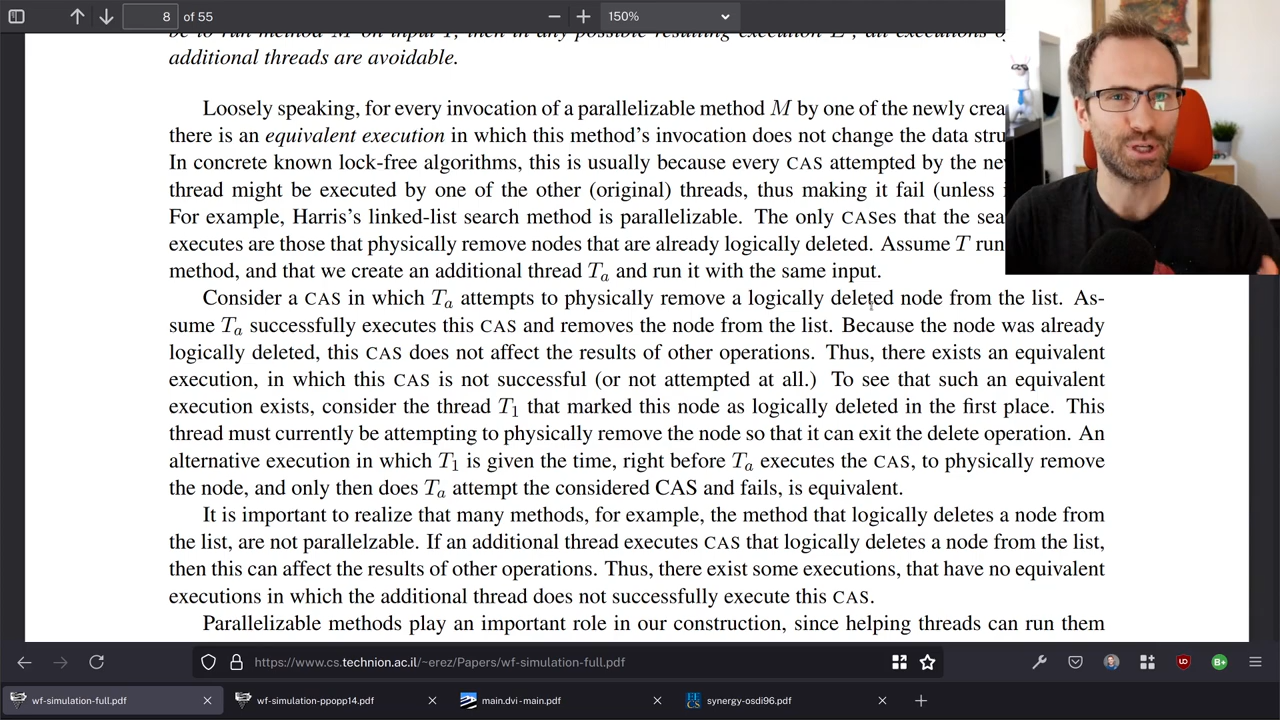 8 of 55
150%
additional threads are avoidable.
Loosely speaking, for every invocation of a parallelizable method M by one of the newly crea
there is an equivalent execution in which this method's invocation does not change the data stru
In concrete known lock-free algorithms, this is usually because every CAS attempted by the ne
thread might be executed by one of the other (original) threads, thus making it fail (unless i
For example, Harris's linked-list search method is parallelizable. The only CASes that the sea
executes are those that physically remove nodes that are already logically deleted. Assume T run
method, and that we create an additional thread Ta and run it with the same input.
Consider a CAS in which Ta attempts to physically remove a logically deleted node from the list. As-
sume Ta successfully executes this CAS and removes the node from the list. Because the node was already
logically deleted, this CAS does not affect the results of other operations. Thus, there exists an equivalent
execution, in which this CAS is not successful (or not attempted at all.) To see that such an equivalent
execution exists, consider the thread T1 that marked this node as logically deleted in the first place. This
thread must currently be attempting to physically remove the node so that it can exit the delete operation. An
alternative execution in which T1 is given the time, right before Ta executes the CAS, to physically remove
the node, and only then does Ta attempt the considered CAS and fails, is equivalent.
It is important to realize that many methods, for example, the method that logically deletes a node from
the list, are not parallelzable. If an additional thread executes CAS that logically deletes a node from the list,
then this can affect the results of other operations. Thus, there exist some executions, that have no equivalent
executions in which the additional thread does not successfully execute this CAS.
Parallelizable methods play an important role in our construction, since helping threads can run them
https://www.cs.technion.ac.il/~erez/Papers/wf-simulation-full.pdf
wf-simulation-full.pdf
wf-simulation-ppopp14.pdf
main.dvi - main.pdf
synergy-osdi96.pdf